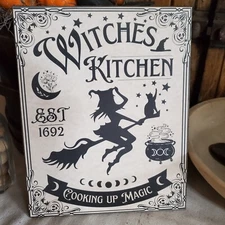 WITCHES
KITCHEN
EST
1692
COOKING UP MAGIC